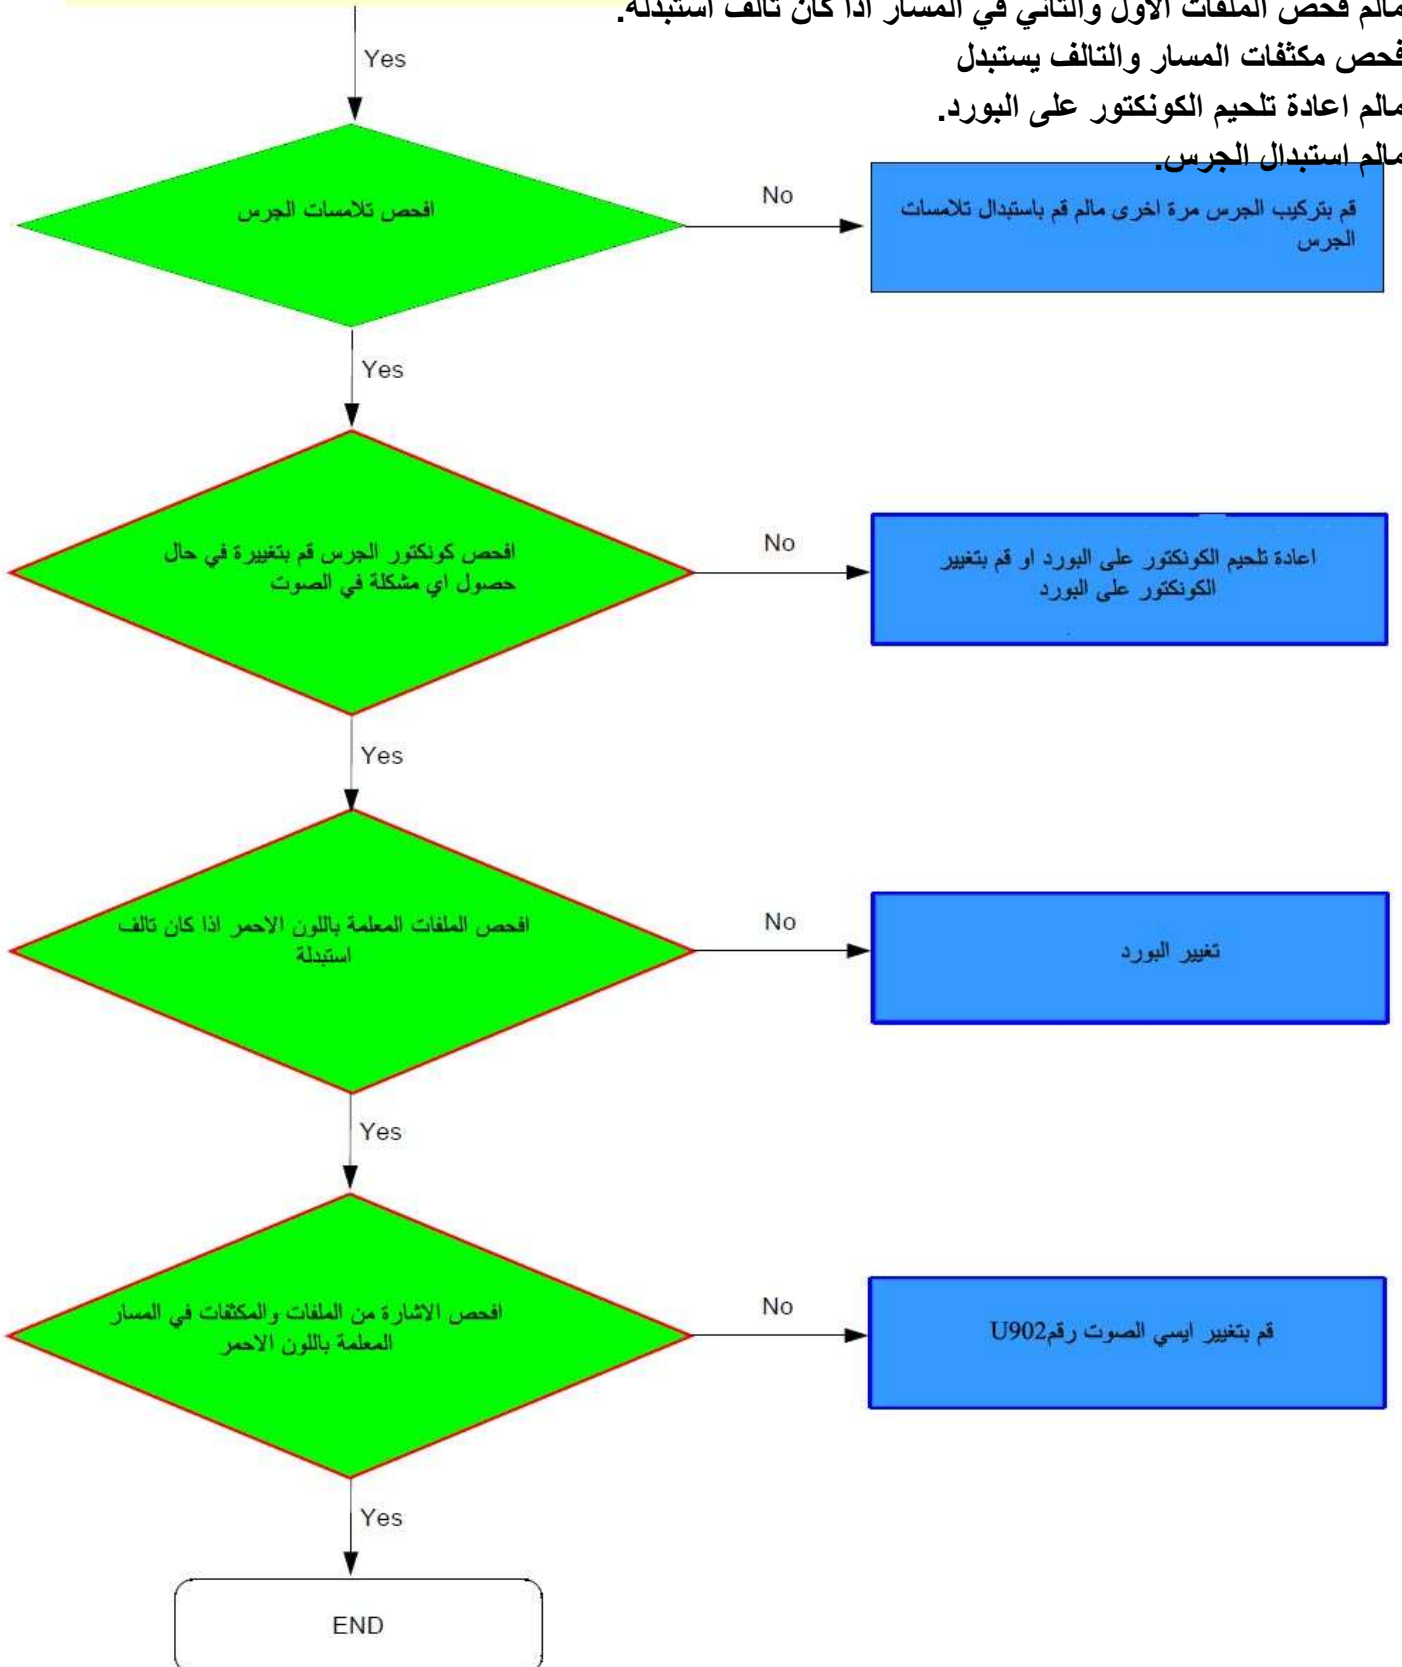 مالم فحص الملفات الاول والثاني في المسار اذا كان تالف استبدله.
فحص مكثفات المسار والتالف يستبدل
مالم اعادة تلحيم الكونكتور على البورد.
مالم استبدال الجرس.
Yes
افحص تلامسات الجرس
No
قم بتركيب الجرس مرة اخرى مالم قم باستبدال تلامسات
الجرس
Yes
افحص كونكتور الجرس قم بتغييرة في حال
حصول اي مشكلة في الصوت
No
اعادة تلحيم الكونكتور على البورد او قم بتغيير
الكونكتور على البورد
Yes
افحص الملفات المعلمة باللون الاحمر اذا كان تالف
استبدلة
No
تغيير البورد
Yes
افحص الاشارة من الملفات والمكثفات في المسار
المعلمة باللون الاحمر
No
قم بتغيير ايسي الصوت رقمU902
Yes
END